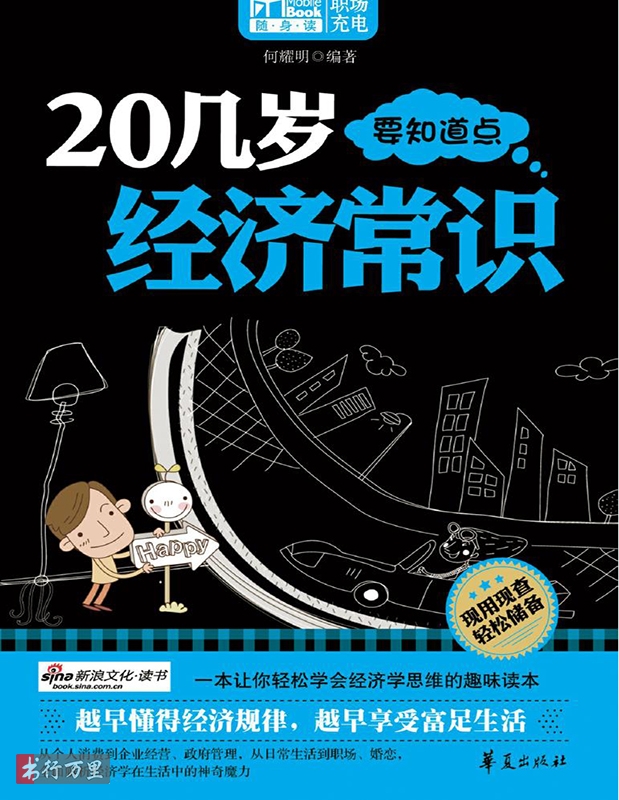 Mobile
Book
随·身·读
职场
充电
何耀明◎编著
20几岁
要知道点
经济常识
Happy
现用现查
轻松储备
sina 新浪文化·读书
book.sina.com.cn
一本让你轻松学会经济学思维的趣味读本
越早懂得经济规律，越早享受富足生活
从个人消费到企业经营、政府管理，从日常生活到职场、婚恋，
经济学在生活中的神奇魔力
书行万里
华夏出版社